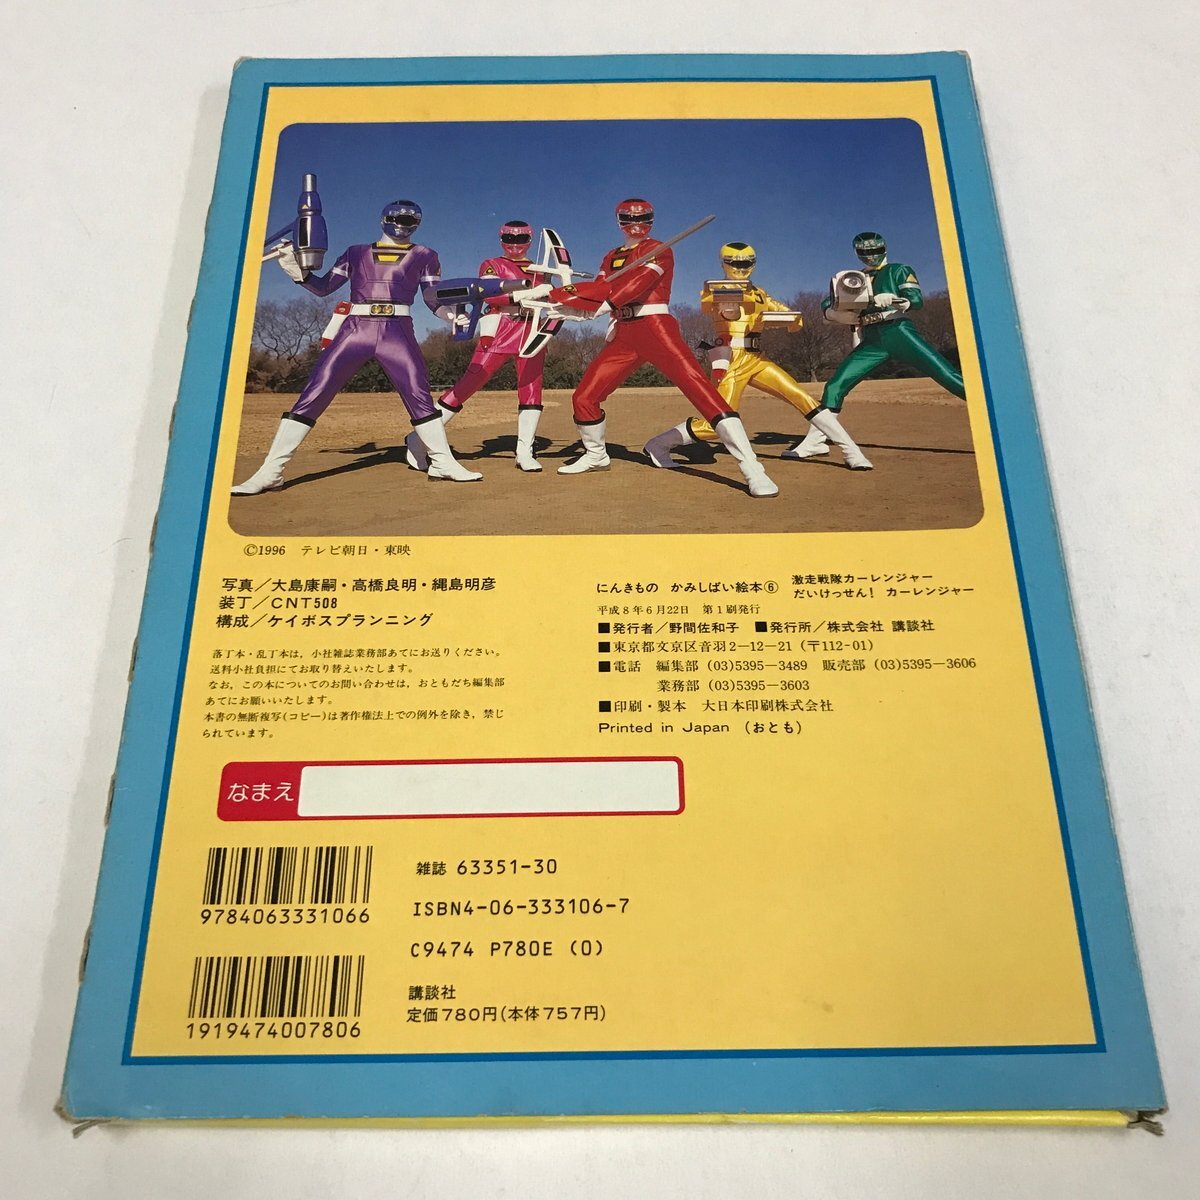 ©1996 テレビ朝日・東映
写真／大島康嗣・高橋良明・縄島明彦
装丁／CNT508
構成／ケイボスプランニング
落丁本・乱丁本は，小社雑誌業務部あてにお送りください。
送料小社負担にてお取り替えいたします。
なお，この本についてのお問い合わせは，おともだち編集部
あてにお願いいたします。
本書の無断複写(コピー)は著作権法上での例外を除き，禁じ
られています。
にんきもの かみしばい絵本⑥ 激走戦隊カーレンジャー
だいけっせん! カーレンジャー
平成8年6月22日 第1刷発行
■発行者／野間佐和子 ■発行所／株式会社 講談社
■東京都文京区音羽2−12−21(〒112-01)
■電話 編集部(03)5395−3489 販売部(03)5395−3606
業務部(03)5395−3603
■印刷・製本 大日本印刷株式会社
Printed in Japan (おとも)
なまえ
9784063331066
雑誌 63351-30
ISBN4-06-333106-7
C9474 P780E (0)
1919474007806
講談社
定価780円(本体757円)